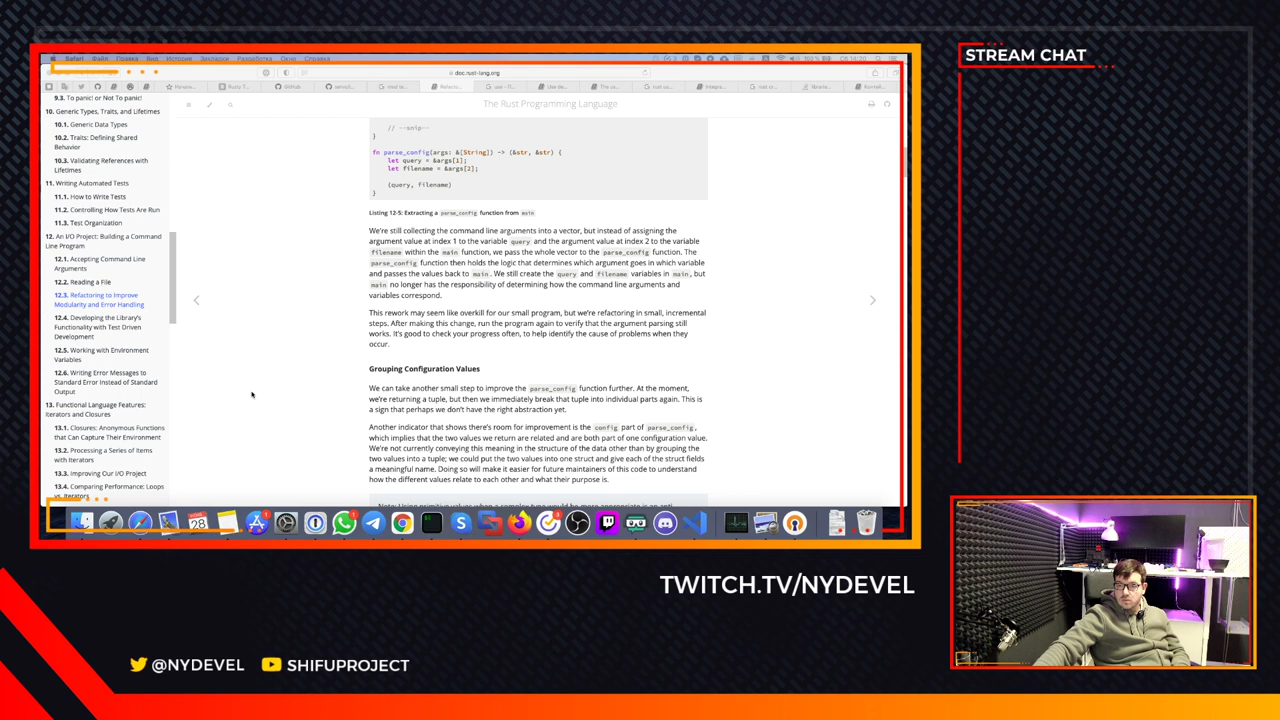 STREAM CHAT
Safari
Файл
Правка
Вид
История
Закладки
Разработка
Окно
Справка
doc.rust-lang.org
GitHub
The Rust Programming Language
9.3. To panic! or Not To panic!
10. Generic Types, Traits, and Lifetimes
10.1. Generic Data Types
10.2. Traits: Defining Shared
Behavior
10.3. Validating References with
Lifetimes
11. Writing Automated Tests
11.1. How to Write Tests
11.2. Controlling How Tests Are Run
11.3. Test Organization
12. An I/O Project: Building a Command
Line Program
12.1. Accepting Command Line
Arguments
12.2. Reading a File
12.3. Refactoring to Improve
Modularity and Error Handling
12.4. Developing the Library's
Functionality with Test Driven
Development
12.5. Working with Environment
Variables
12.6. Writing Error Messages to
Standard Error Instead of Standard
Output
13. Functional Language Features:
Iterators and Closures
13.1. Closures: Anonymous Functions
that Can Capture Their Environment
13.2. Processing a Series of Items
with Iterators
13.3. Improving Our I/O Project
13.4. Comparing Performance: Loops
vs. Iterators
// --snip--
}
fn parse_config(args: &[String]) -> (&str, &str) {
let query = &args[1];
let filename = &args[2];
(query, filename)
}
Listing 12-5: Extracting a parse_config function from main
We're still collecting the command line arguments into a vector, but instead of assigning the
argument value at index 1 to the variable query and the argument value at index 2 to the variable
filename within the main function, we pass the whole vector to the parse_config function. The
parse_config function then holds the logic that determines which argument goes in which variable
and passes the values back to main. We still create the query and filename variables in main, but
main no longer has the responsibility of determining how the command line arguments and
variables correspond.
This rework may seem like overkill for our small program, but we're refactoring in small, incremental
steps. After making this change, run the program again to verify that the argument parsing still
works. It's good to check your progress often, to help identify the cause of problems when they
occur.
Grouping Configuration Values
We can take another small step to improve the parse_config function further. At the moment,
we're returning a tuple, but then we immediately break that tuple into individual parts again. This is
a sign that perhaps we don't have the right abstraction yet.
Another indicator that shows there's room for improvement is the config part of parse_config,
which implies that the two values we return are related and are both part of one configuration value.
We're not currently conveying this meaning in the structure of the data other than by grouping the
two values into a tuple; we could put the two values into one struct and give each of the struct fields
a meaningful name. Doing so will make it easier for future maintainers of this code to understand
how the different values relate to each other and what their purpose is.
28
TWITCH.TV/NYDEVEL
@NYDEVEL
SHIFUPROJECT